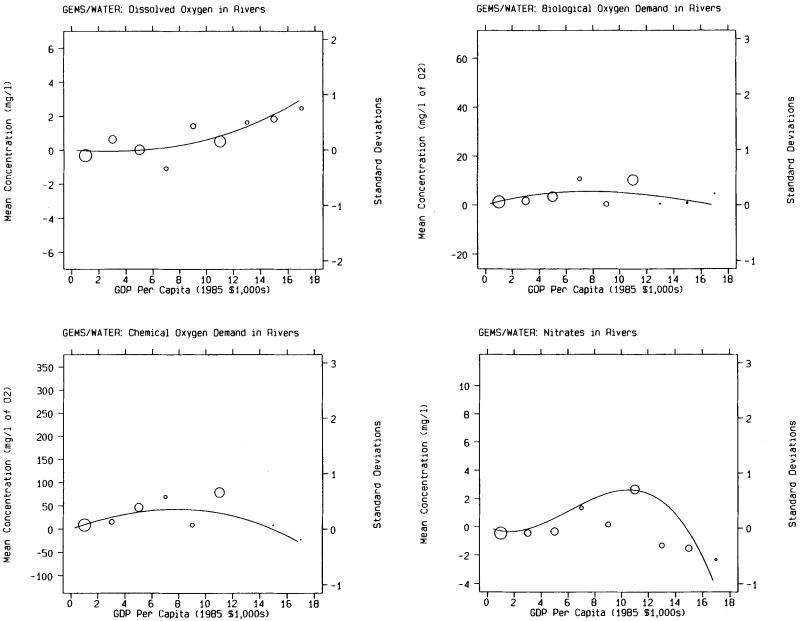 GEMS/WATER: Dissolved Oxygen in Rivers
Mean Concentration (mg/l)
6
4
2
0
-2
-4
-6
2
1
0
-1
-2
Standard Deviations
0 2 4 6 8 10 12 14 16 18
GDP Per Capita (1985 $1,000s)
GEMS/WATER: Biological Oxygen Demand in Rivers
Mean Concentration (mg/l of O2)
60
40
20
0
-20
3
2
1
0
-1
Standard Deviations
0 2 4 6 8 10 12 14 16 18
GDP Per Capita (1985 $1,000s)
GEMS/WATER: Chemical Oxygen Demand in Rivers
Mean Concentration (mg/l of O2)
350
300
250
200
150
100
50
0
-50
-100
3
2
1
0
-1
Standard Deviations
0 2 4 6 8 10 12 14 16 18
GDP Per Capita (1985 $1,000s)
GEMS/WATER: Nitrates in Rivers
Mean Concentration (mg/l)
10
8
6
4
2
0
-2
-4
3
2
1
0
-1
Standard Deviations
0 2 4 6 8 10 12 14 16 18
GDP Per Capita (1985 $1,000s)